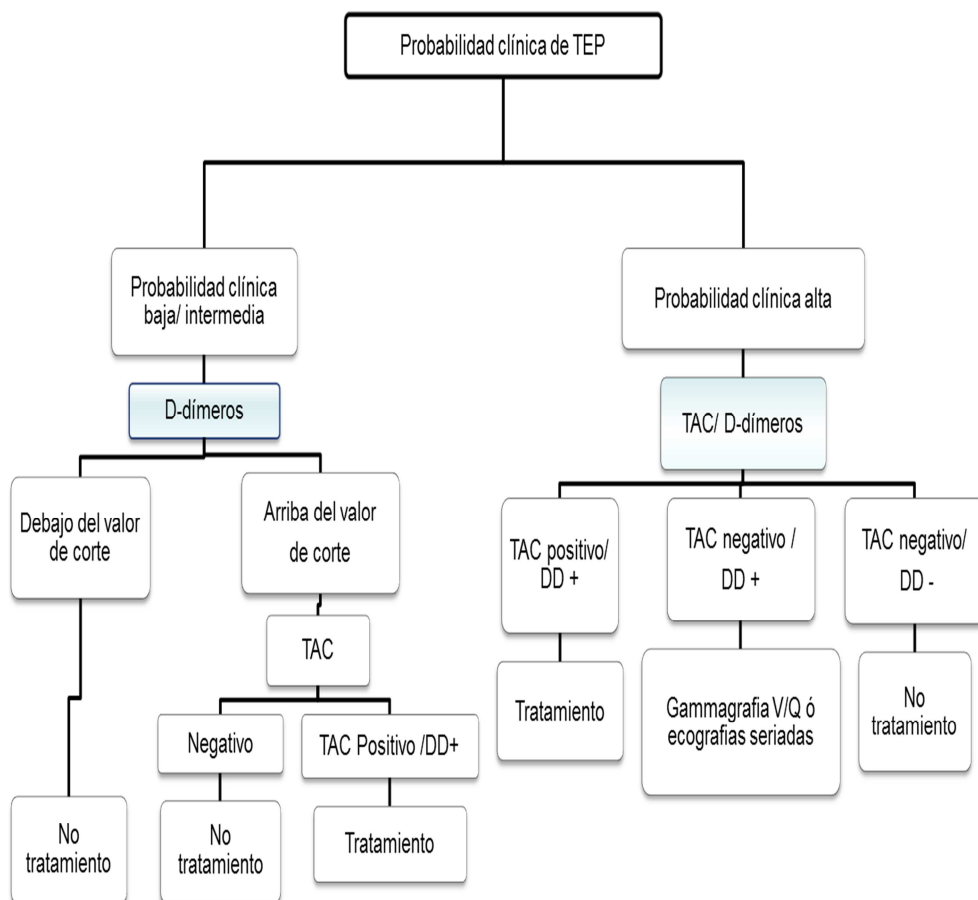 Probabilidad clínica de TEP
Probabilidad clínica
baja/ intermedia
Probabilidad clínica alta
D-dímeros
TAC/ D-dímeros
Debajo del valor
de corte
Arriba del valor
de corte
TAC positivo/
DD +
TAC negativo /
DD +
TAC negativo/
DD -
TAC
Tratamiento
Gammagrafia V/Q ó
ecografias seriadas
No
tratamiento
Negativo
TAC Positivo /DD+
No
tratamiento
No
tratamiento
Tratamiento